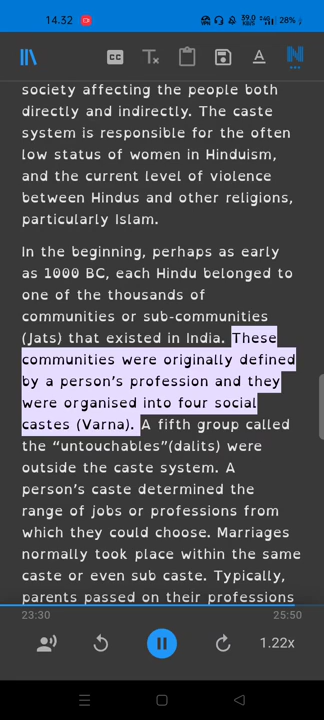 14.32
39.0 KB/S
28%
CC
A
N
society affecting the people both
directly and indirectly. The caste
system is responsible for the often
low status of women in Hinduism,
and the current level of violence
between Hindus and other religions,
particularly Islam.
In the beginning, perhaps as early
as 1000 BC, each Hindu belonged to
one of the thousands of
communities or sub-communities
(Jats) that existed in India. These
communities were originally defined
by a person's profession and they
were organised into four social
castes (Varna). A fifth group called
the “untouchables”(dalits) were
outside the caste system. A
person's caste determined the
range of jobs or professions from
which they could choose. Marriages
normally took place within the same
caste or even sub caste. Typically,
parents passed on their professions
23:30
25:50
1.22x